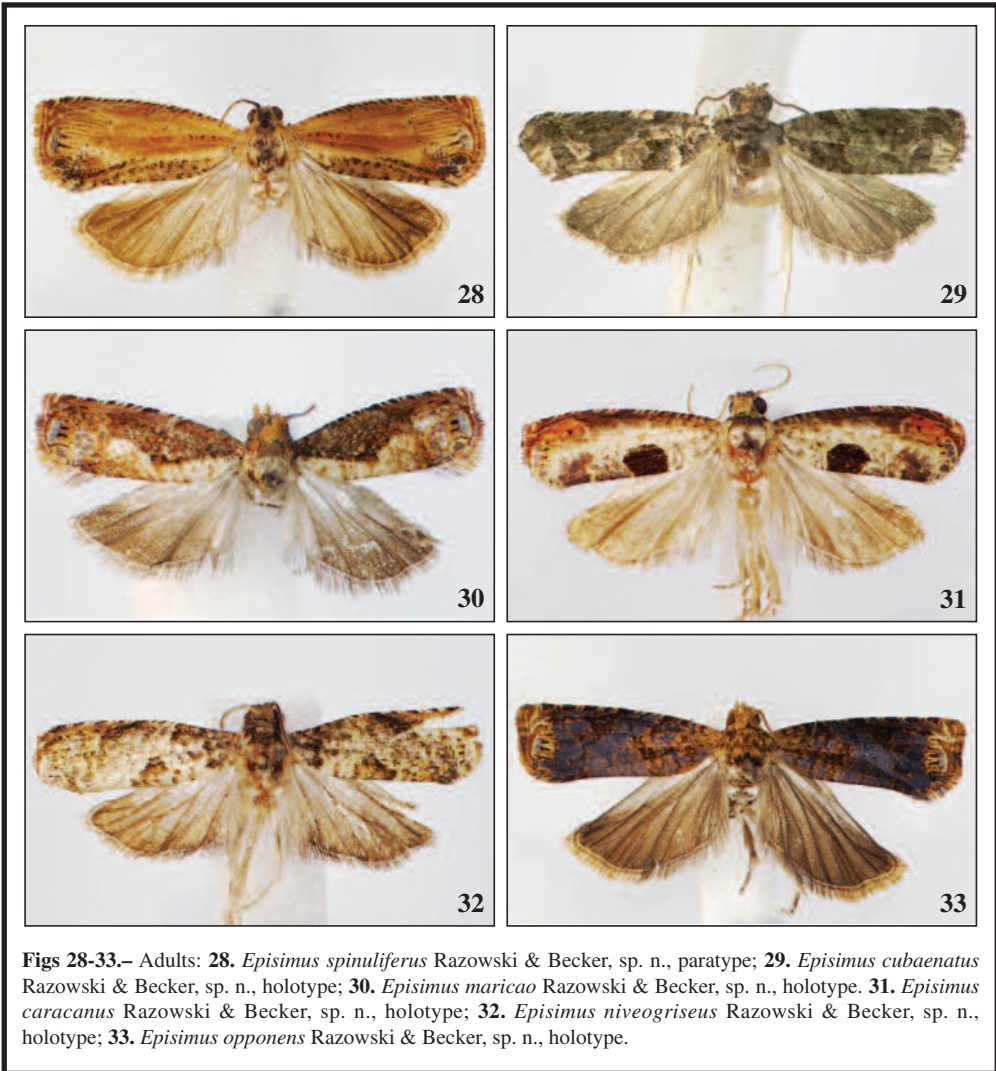 28
29
30
31
32
33
Figs 28-33.– Adults: 28. Episimus spinuliferus Razowski & Becker, sp. n., paratype; 29. Episimus cubaenatus
Razowski & Becker, sp. n., holotype; 30. Episimus maricao Razowski & Becker, sp. n., holotype. 31. Episimus
caracanus Razowski & Becker, sp. n., holotype; 32. Episimus niveogriseus Razowski & Becker, sp. n.,
holotype; 33. Episimus opponens Razowski & Becker, sp. n., holotype.